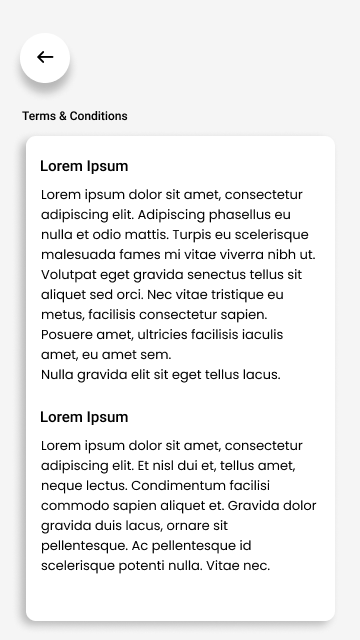 Terms & Conditions
Lorem Ipsum
Lorem ipsum dolor sit amet, consectetur
adipiscing elit. Adipiscing phasellus eu
nulla et odio mattis. Turpis eu scelerisque
malesuada fames mi vitae viverra nibh ut.
Volutpat eget gravida senectus tellus sit
aliquet sed orci. Nec vitae tristique eu
metus, facilisis consectetur sapien.
Posuere amet, ultricies facilisis iaculis
amet, eu amet sem.
Nulla gravida elit sit eget tellus lacus.
Lorem Ipsum
Lorem ipsum dolor sit amet, consectetur
adipiscing elit. Et nisl dui et, tellus amet,
neque lectus. Condimentum facilisi
commodo sapien aliquet et. Gravida dolor
gravida duis lacus, ornare sit
pellentesque. Ac pellentesque id
scelerisque potenti nulla. Vitae nec.